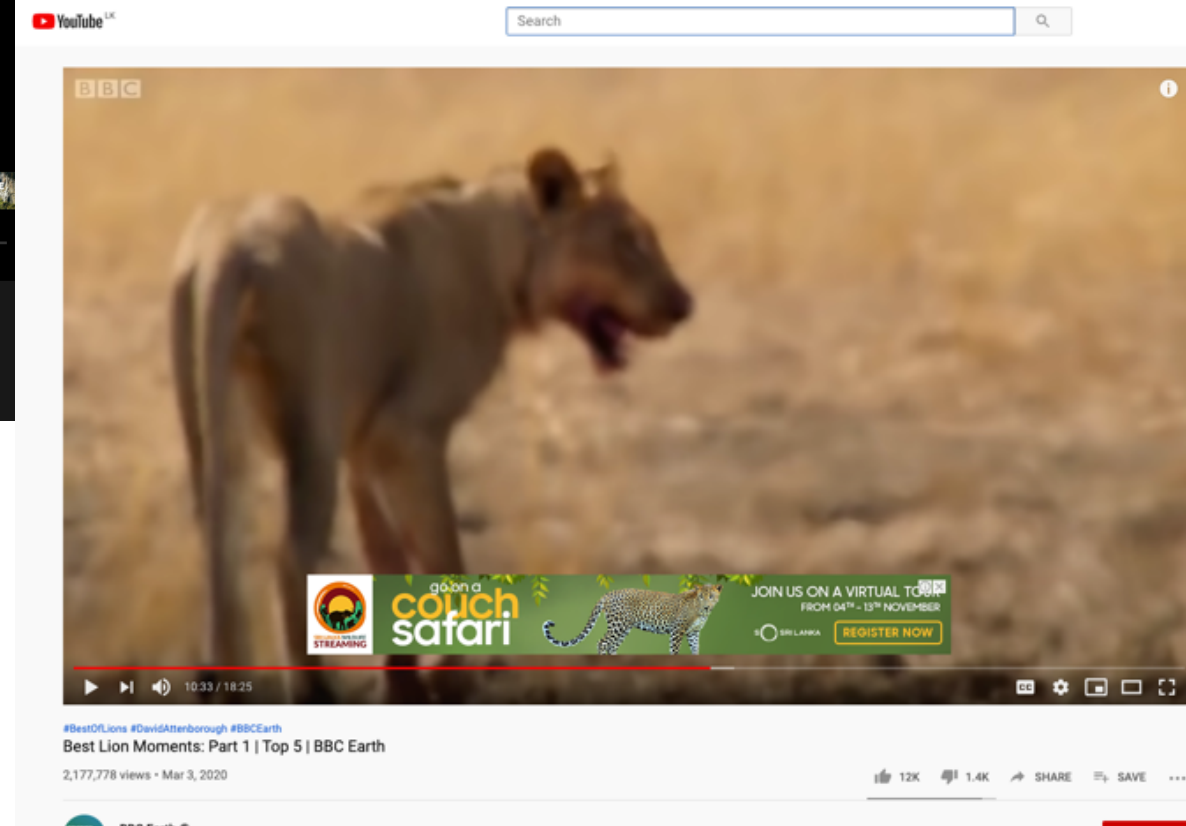 YouTube LK
Search
BBC
i
go on a
couch
safari
STREAMING
JOIN US ON A VIRTUAL TOUR
FROM 04TH - 13TH NOVEMBER
SO SRI LANKA
REGISTER NOW
10:33 / 18:25
CC
#BestOfLions #DavidAttenborough #BBCEarth
Best Lion Moments: Part 1 | Top 5 | BBC Earth
2,177,778 views • Mar 3, 2020
12K
1.4K
SHARE
SAVE